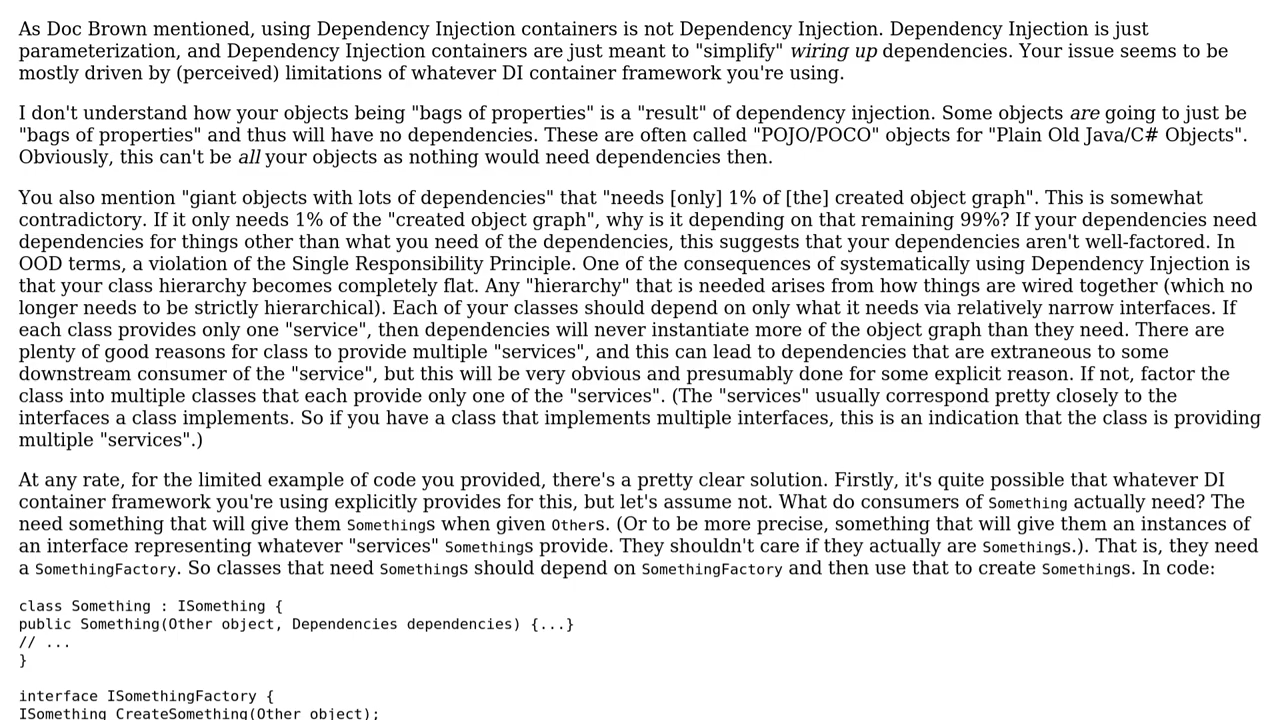 As Doc Brown mentioned, using Dependency Injection containers is not Dependency Injection. Dependency Injection is just
parameterization, and Dependency Injection containers are just meant to "simplify" wiring up dependencies. Your issue seems to be
mostly driven by (perceived) limitations of whatever DI container framework you're using.
I don't understand how your objects being "bags of properties" is a "result" of dependency injection. Some objects are going to just be
"bags of properties" and thus will have no dependencies. These are often called "POJO/POCO" objects for "Plain Old Java/C# Objects".
Obviously, this can't be all your objects as nothing would need dependencies then.
You also mention "giant objects with lots of dependencies" that "needs [only] 1% of [the] created object graph". This is somewhat
contradictory. If it only needs 1% of the "created object graph", why is it depending on that remaining 99%? If your dependencies need
dependencies for things other than what you need of the dependencies, this suggests that your dependencies aren't well-factored. In
OOD terms, a violation of the Single Responsibility Principle. One of the consequences of systematically using Dependency Injection is
that your class hierarchy becomes completely flat. Any "hierarchy" that is needed arises from how things are wired together (which no
longer needs to be strictly hierarchical). Each of your classes should depend on only what it needs via relatively narrow interfaces. If
each class provides only one "service", then dependencies will never instantiate more of the object graph than they need. There are
plenty of good reasons for class to provide multiple "services", and this can lead to dependencies that are extraneous to some
downstream consumer of the "service", but this will be very obvious and presumably done for some explicit reason. If not, factor the
class into multiple classes that each provide only one of the "services". (The "services" usually correspond pretty closely to the
interfaces a class implements. So if you have a class that implements multiple interfaces, this is an indication that the class is providing
multiple "services".)
At any rate, for the limited example of code you provided, there's a pretty clear solution. Firstly, it's quite possible that whatever DI
container framework you're using explicitly provides for this, but let's assume not. What do consumers of Something actually need? The
need something that will give them Somethings when given Others. (Or to be more precise, something that will give them an instances of
an interface representing whatever "services" Somethings provide. They shouldn't care if they actually are Somethings.). That is, they need
a SomethingFactory. So classes that need Somethings should depend on SomethingFactory and then use that to create Somethings. In code:
class Something : ISomething {
public Something(Other object, Dependencies dependencies) {...}
// ...
}
interface ISomethingFactory {
ISomething CreateSomething(Other object);